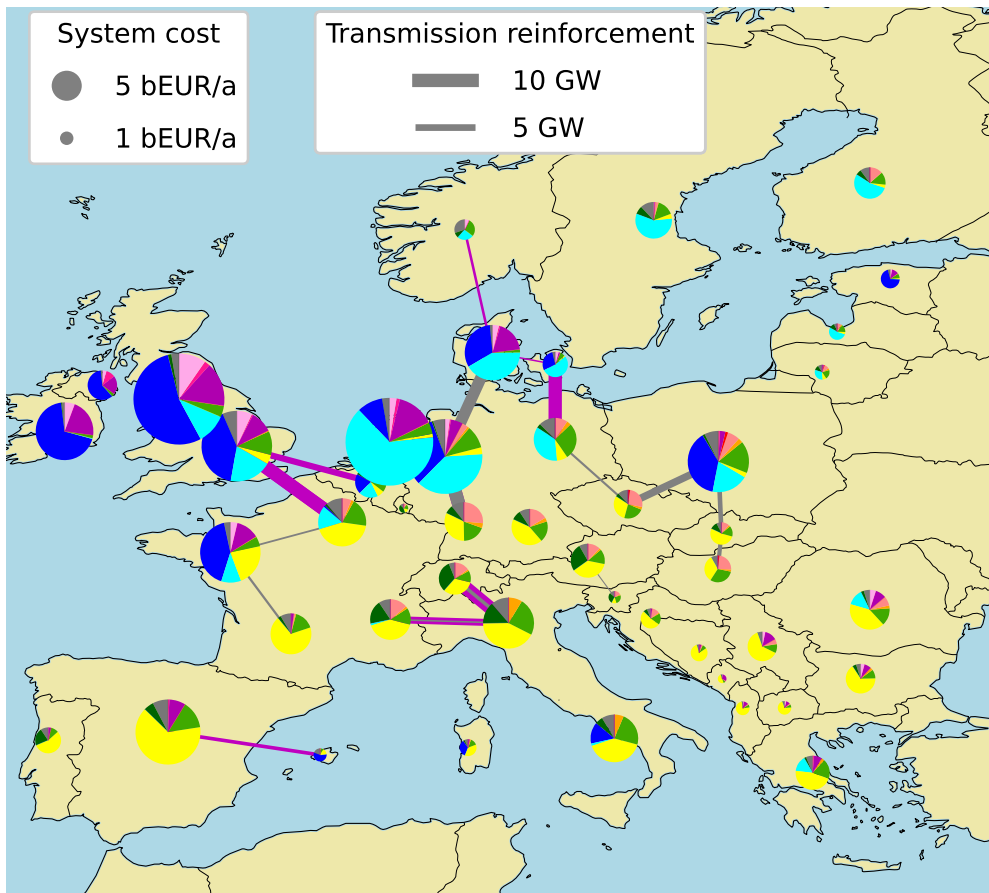 System cost
5 bEUR/a
1 bEUR/a
Transmission reinforcement
10 GW
5 GW